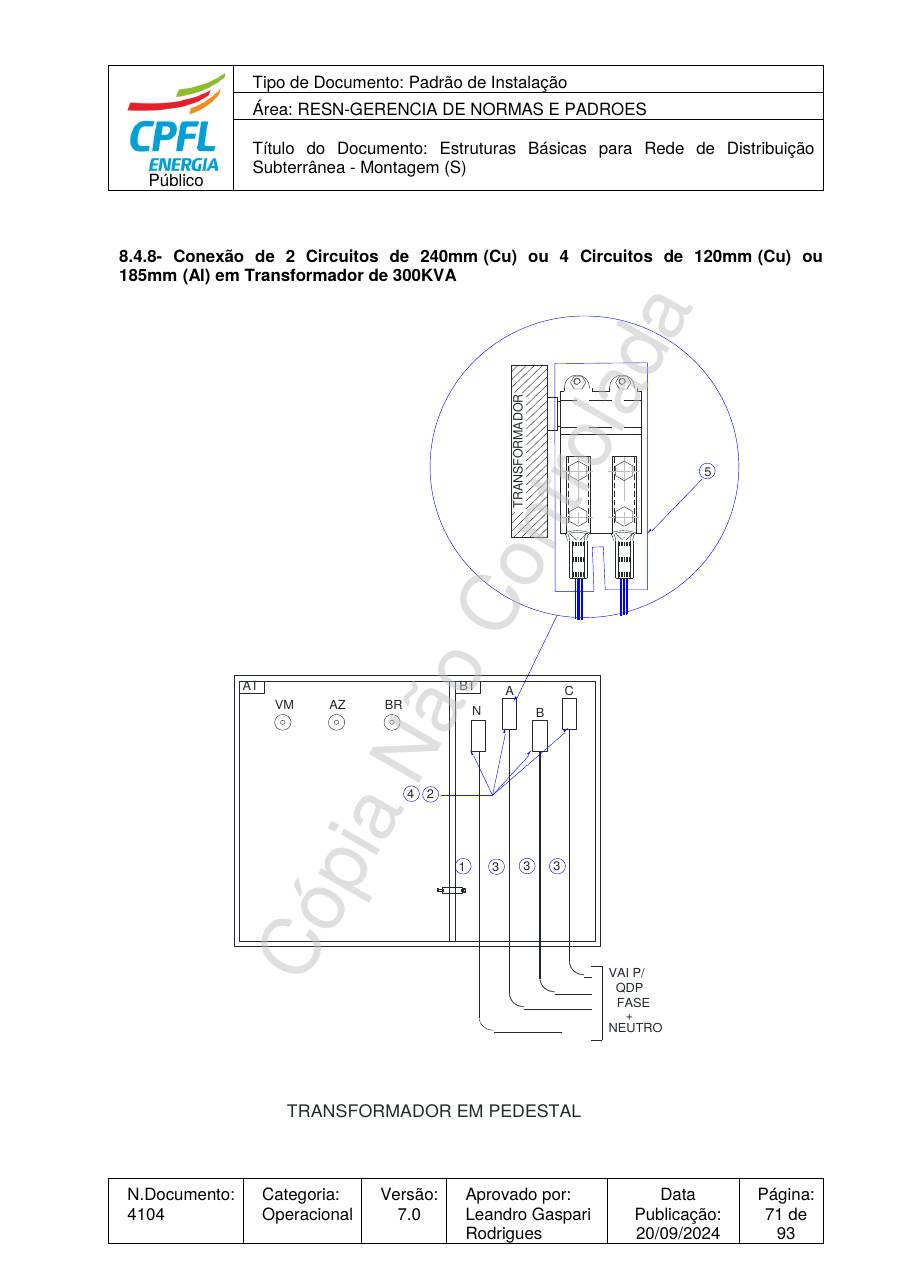 CPFL
ENERGIA
Público
Tipo de Documento: Padrão de Instalação
Área: RESN-GERENCIA DE NORMAS E PADROES
Título do Documento: Estruturas Básicas para Rede de Distribuição
Subterrânea - Montagem (S)
8.4.8- Conexão de 2 Circuitos de 240mm (Cu) ou 4 Circuitos de 120mm (Cu) ou
185mm (Al) em Transformador de 300KVA
TRANSFORMADOR
5
AT
BT
VM AZ BR
N A B C
4 2
1 3 3 3
VAI P/
QDP
FASE
+
NEUTRO
Cópia Não Controlada
TRANSFORMADOR EM PEDESTAL
N.Documento: Categoria: Versão: Aprovado por: Data Página:
4104 Operacional 7.0 Leandro Gaspari Publicação: 71 de
Rodrigues 20/09/2024 93